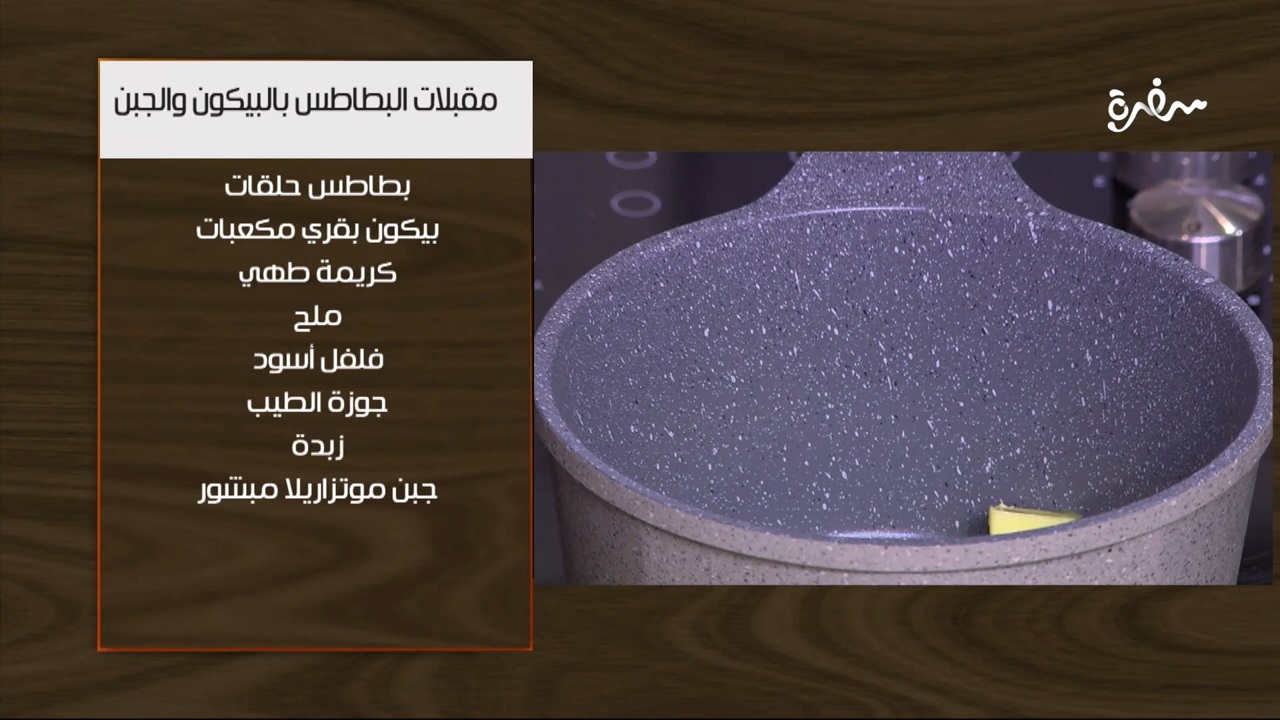 مقبلات البطاطس بالبيكون والجبن
سفرة
بطاطس حلقات
بيكون بقري مكعبات
كريمة طهي
ملح
فلفل أسود
جوزة الطيب
زبدة
جبن موتزاريلا مبشور